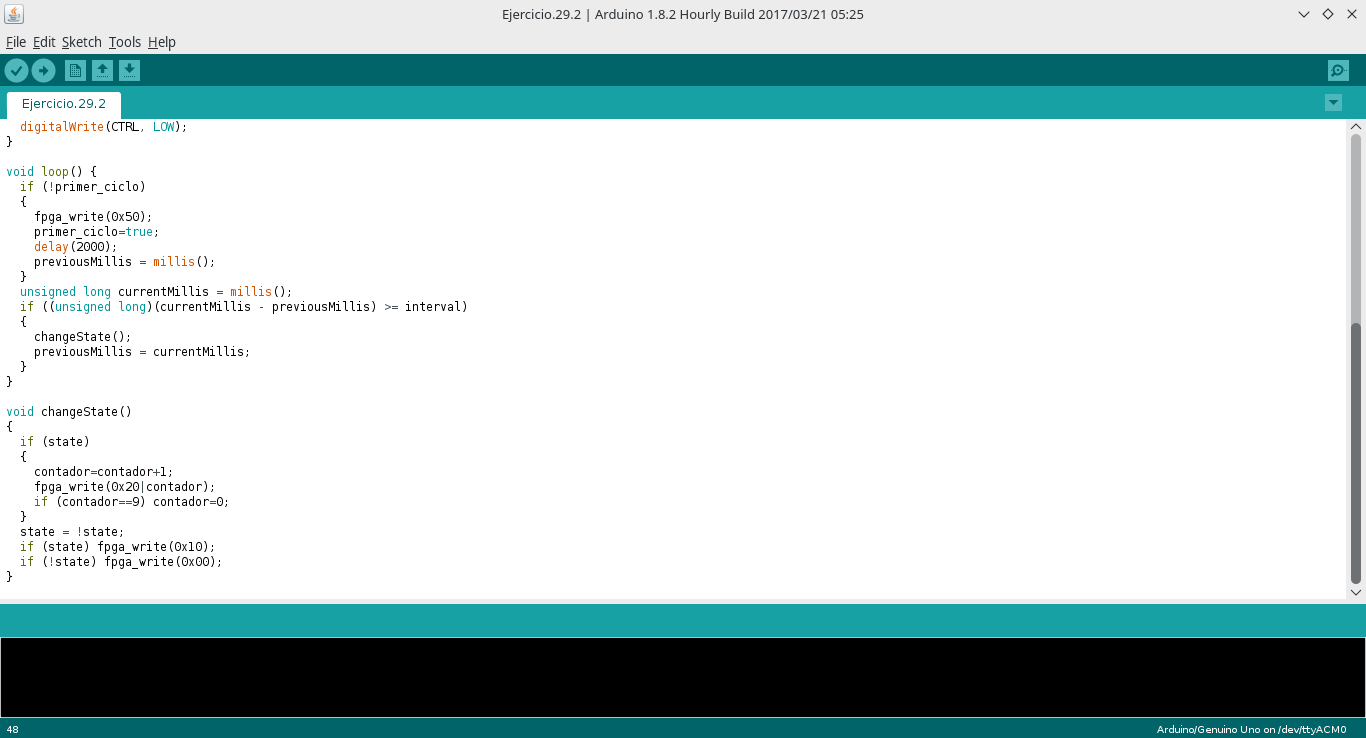 Ejercicio.29.2 | Arduino 1.8.2 Hourly Build 2017/03/21 05:25
File Edit Sketch Tools Help
Ejercicio.29.2
  digitalWrite(CTRL, LOW);
}

void loop() {
  if (!primer_ciclo)
  {
    fpga_write(0x50);
    primer_ciclo=true;
    delay(2000);
    previousMillis = millis();
  }
  unsigned long currentMillis = millis();
  if ((unsigned long)(currentMillis - previousMillis) >= interval)
  {
    changeState();
    previousMillis = currentMillis;
  }
}

void changeState()
{
  if (state)
  {
    contador=contador+1;
    fpga_write(0x20|contador);
    if (contador==9) contador=0;
  }
  state = !state;
  if (state) fpga_write(0x10);
  if (!state) fpga_write(0x00);
}
48
Arduino/Genuino Uno on /dev/ttyACM0